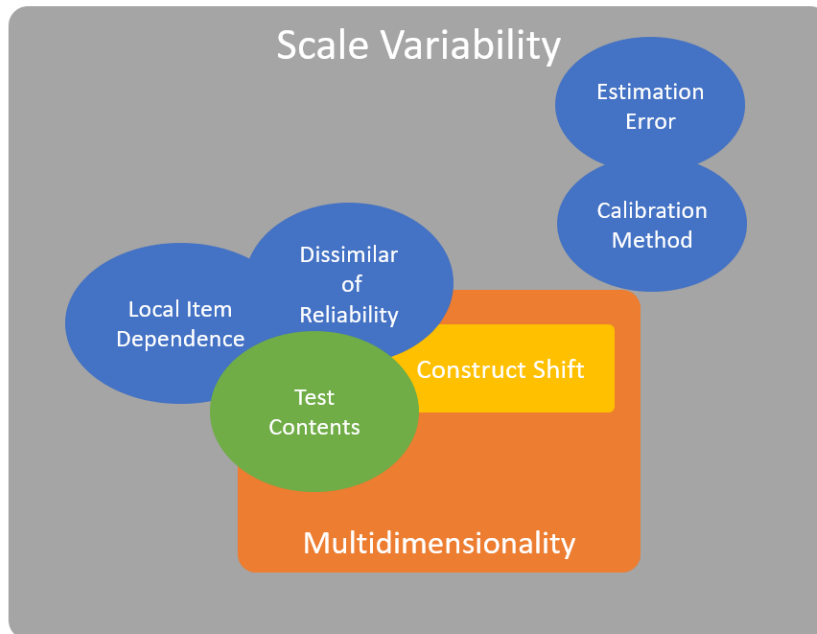 Scale Variability
Estimation
Error
Calibration
Method
Dissimilar
of
Reliability
Local Item
Dependence
Construct Shift
Test
Contents
Multidimensionality